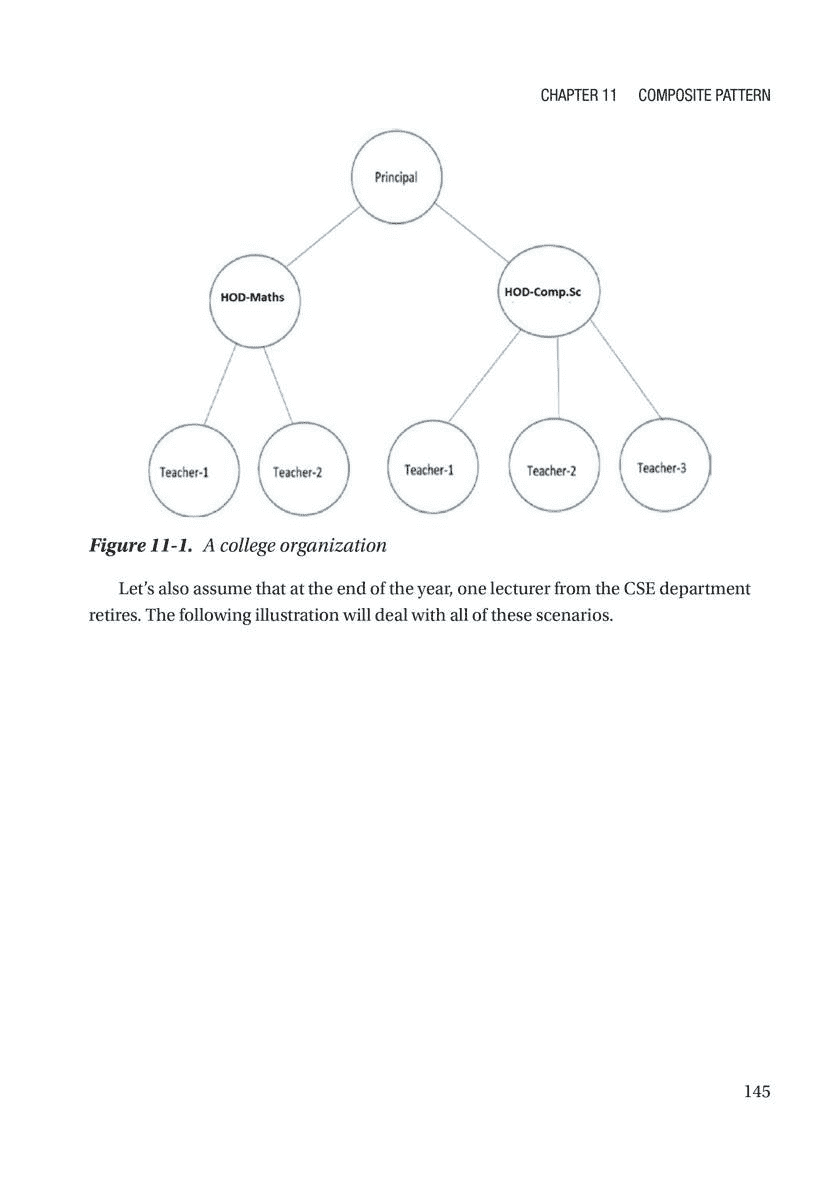 CHAPTER 11 COMPOSITE PATTERN
Principal
HOD-Maths
HOD-Comp.Sc
Teacher-1
Teacher-2
Teacher-1
Teacher-2
Teacher-3
Figure 11-1. A college organization
Let’s also assume that at the end of the year, one lecturer from the CSE department
retires. The following illustration will deal with all of these scenarios.
145